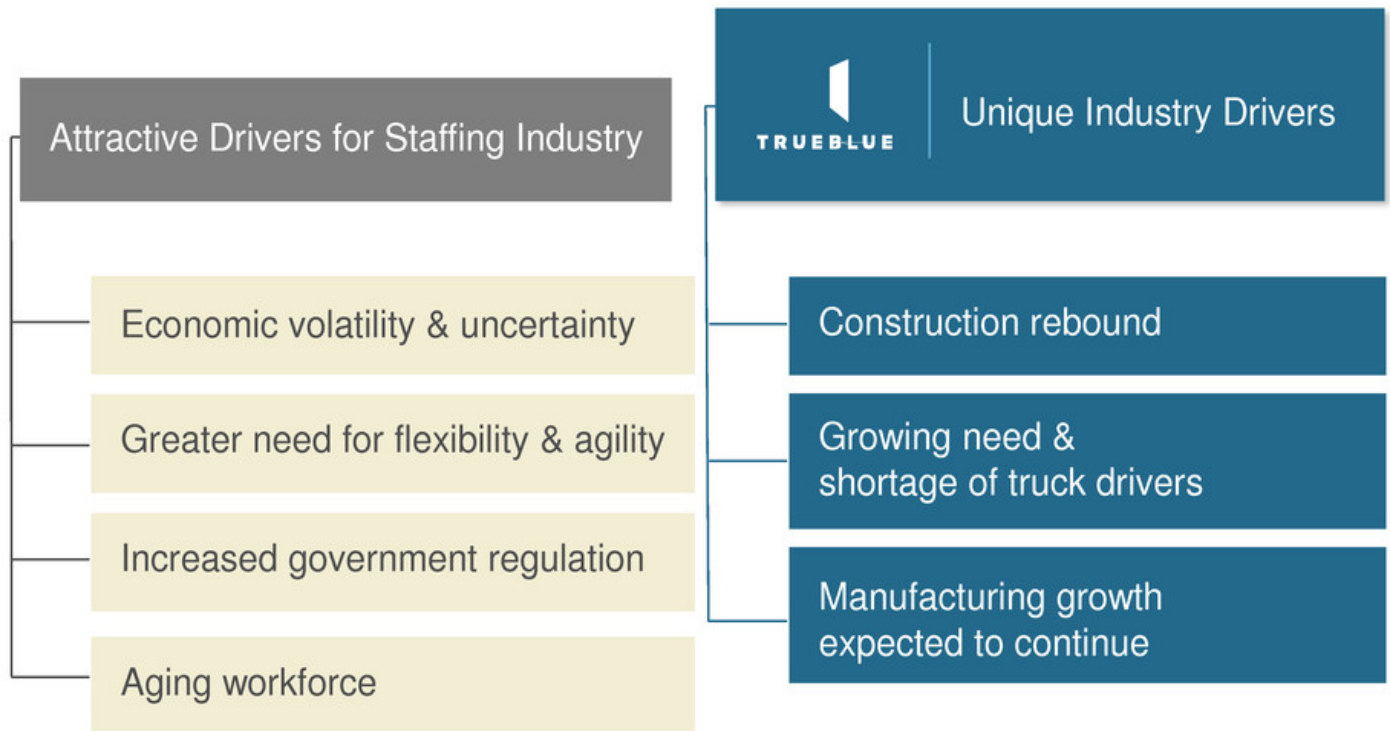 Attractive Drivers for Staffing Industry
Economic volatility & uncertainty
Greater need for flexibility & agility
Increased government regulation
Aging workforce
TRUEBLUE
Unique Industry Drivers
Construction rebound
Growing need &
shortage of truck drivers
Manufacturing growth
expected to continue